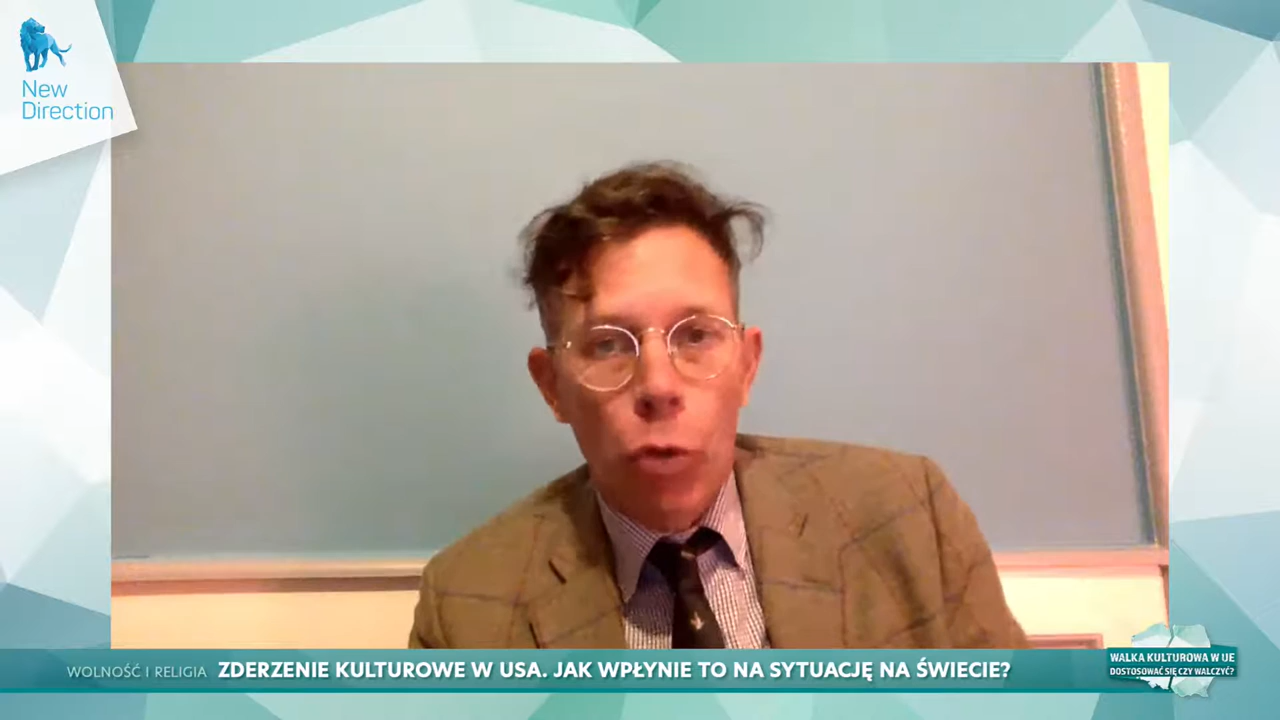 New
Direction
WOLNOŚĆ I RELIGIA ZDERZENIE KULTUROWE W USA. JAK WPŁYNIE TO NA SYTUACJĘ NA ŚWIECIE?
WALKA KULTUROWA W UE
DOSTOSOWAĆ SIĘ CZY WALCZYĆ?